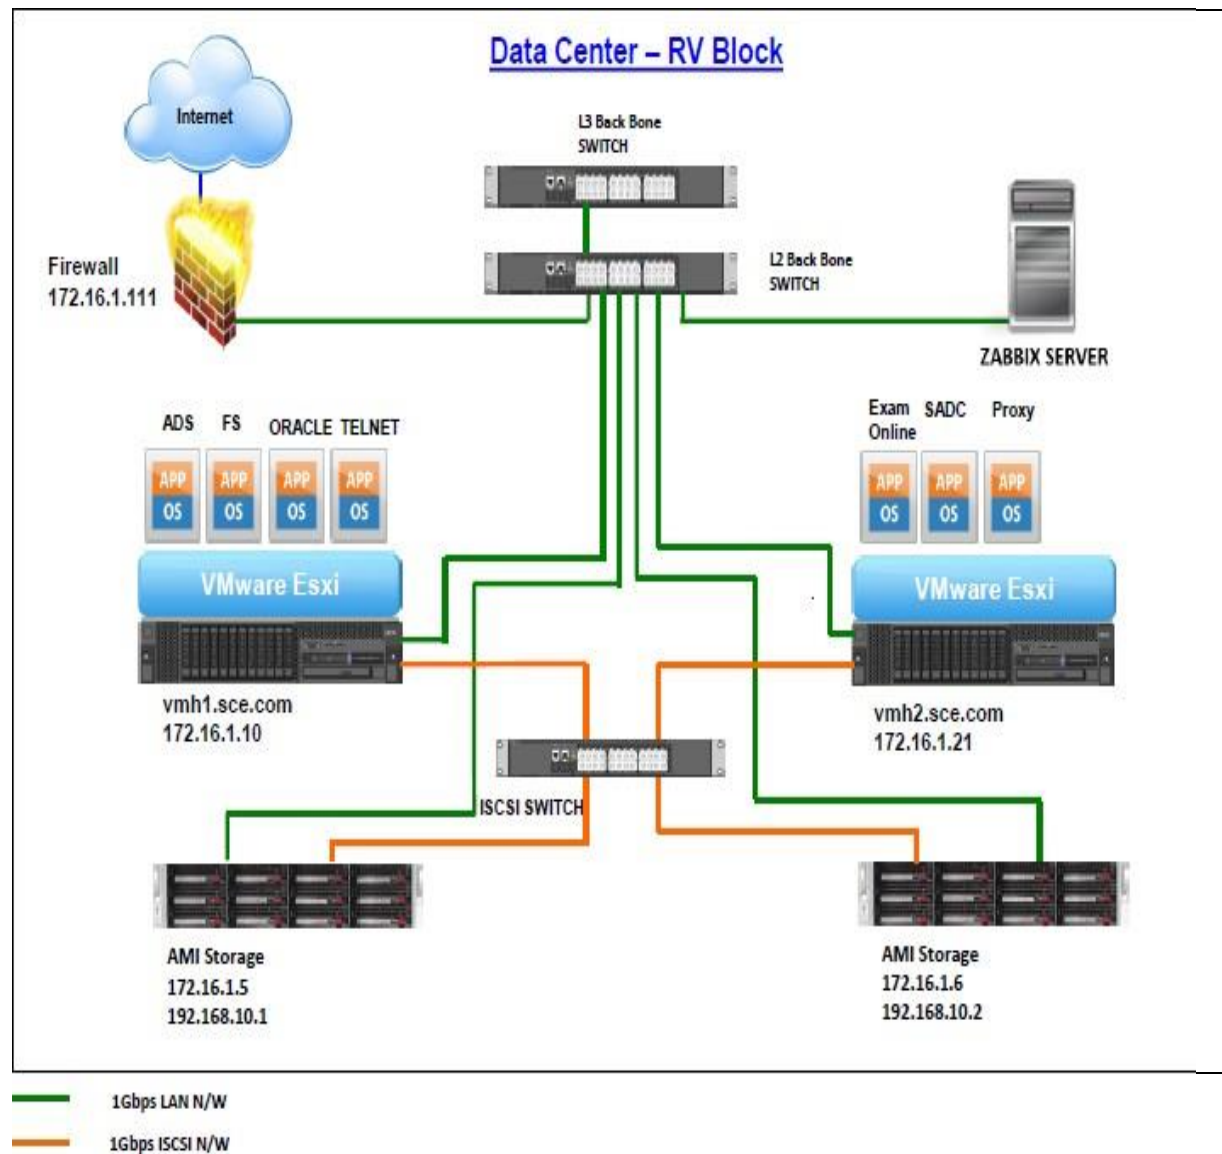 Data Center – RV Block
Internet
L3 Back Bone
SWITCH
Firewall
172.16.1.111
L2 Back Bone
SWITCH
ZABBIX SERVER
ADS FS ORACLE TELNET
APP APP APP APP
OS OS OS OS
VMware Esxi
vmh1.sce.com
172.16.1.10
Exam SADC Proxy
Online
APP APP APP
OS OS OS
VMware Esxi
vmh2.sce.com
172.16.1.21
ISCSI SWITCH
AMI Storage
172.16.1.5
192.168.10.1
AMI Storage
172.16.1.6
192.168.10.2
1Gbps LAN N/W
1Gbps ISCSI N/W